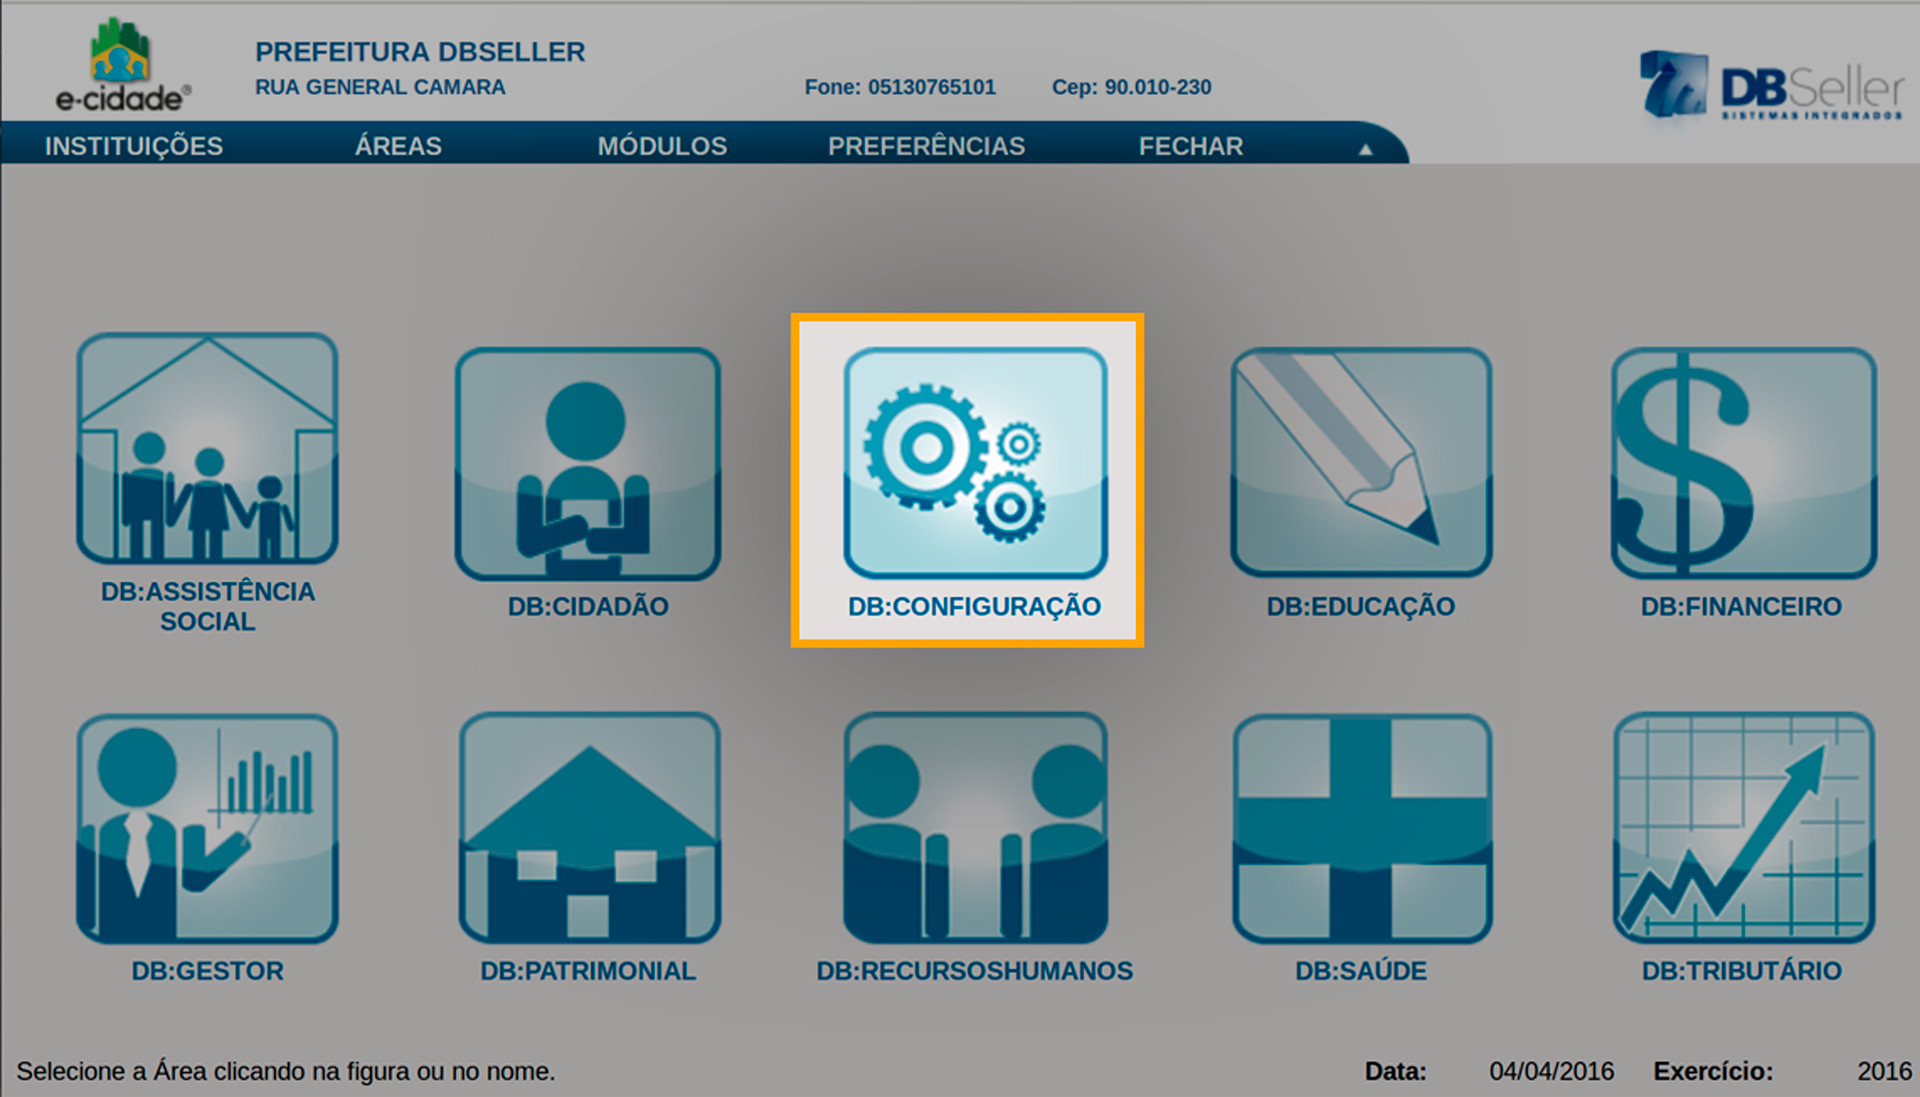 e-cidade®
PREFEITURA DBSELLER
RUA GENERAL CAMARA
Fone: 05130765101
Cep: 90.010-230
DBSeller
SISTEMAS INTEGRADOS
INSTITUIÇÕES
ÁREAS
MÓDULOS
PREFERÊNCIAS
FECHAR
DB:ASSISTÊNCIA
SOCIAL
DB:CIDADÃO
DB:CONFIGURAÇÃO
DB:EDUCAÇÃO
DB:FINANCEIRO
DB:GESTOR
DB:PATRIMONIAL
DB:RECURSOSHUMANOS
DB:SAÚDE
DB:TRIBUTÁRIO
Selecione a Área clicando na figura ou no nome.
Data: 04/04/2016
Exercício: 2016